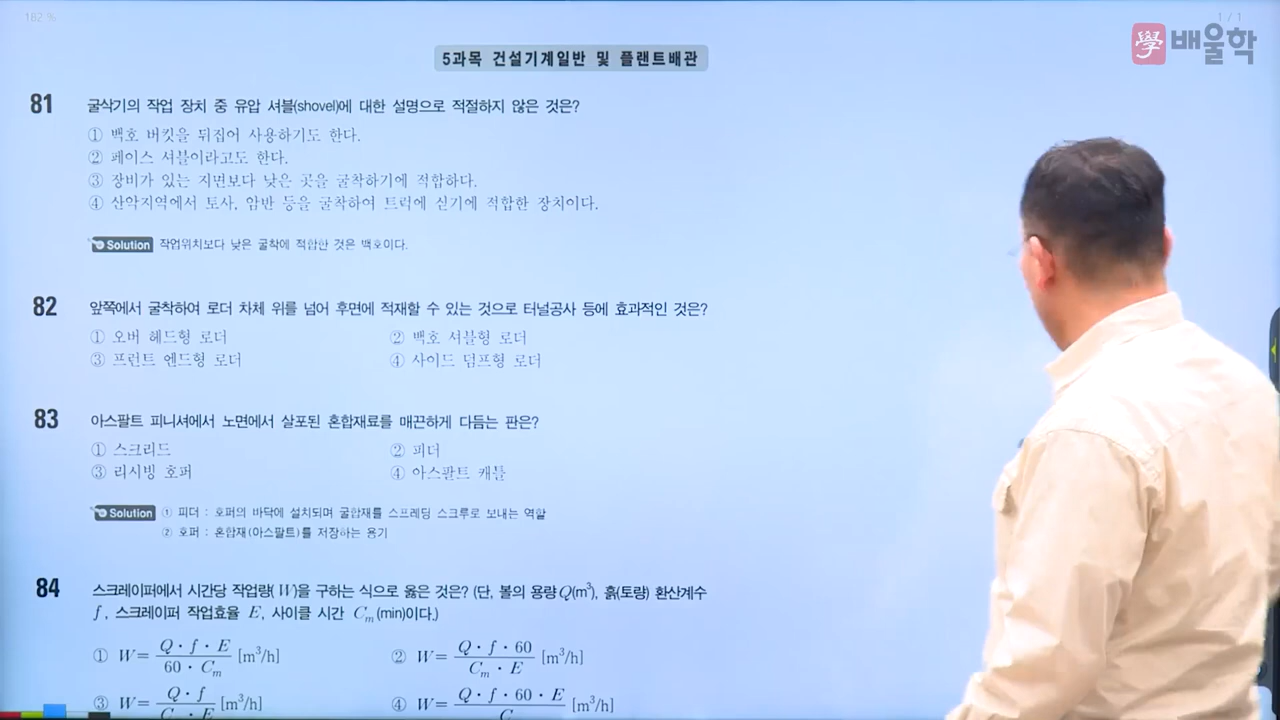 182 %
1 / 1
學 배울학
5과목 건설기계일반 및 플랜트배관
81 굴삭기의 작업 장치 중 유압 셔블(shovel)에 대한 설명으로 적절하지 않은 것은?
① 백호 버킷을 뒤집어 사용하기도 한다.
② 페이스 셔블이라고도 한다.
③ 장비가 있는 지면보다 낮은 곳을 굴착하기에 적합하다.
④ 산악지역에서 토사, 암반 등을 굴착하여 트럭에 싣기에 적합한 장치이다.
Solution 작업위치보다 낮은 굴착에 적합한 것은 백호이다.
82 앞쪽에서 굴착하여 로더 차체 위를 넘어 후면에 적재할 수 있는 것으로 터널공사 등에 효과적인 것은?
① 오버 헤드형 로더 ② 백호 셔블형 로더
③ 프런트 엔드형 로더 ④ 사이드 덤프형 로더
83 아스팔트 피니셔에서 노면에서 살포된 혼합재료를 매끈하게 다듬는 판은?
① 스크리드 ② 피더
③ 리시빙 호퍼 ④ 아스팔트 캐틀
Solution ① 피더 : 호퍼의 바닥에 설치되며 굴합재를 스프레딩 스크루로 보내는 역할
② 호퍼 : 혼합재(아스팔트)를 저장하는 용기
84 스크레이퍼에서 시간당 작업량(W)을 구하는 식으로 옳은 것은? (단, 볼의 용량 Q(m³), 흙(토량) 환산계수
f, 스크레이퍼 작업효율 E, 사이클 시간 Cm(min)이다.)
① W= Q·f·E / 60·Cm [m³/h] ② W= Q·f·60 / Cm·E [m³/h]
③ W= Q·f / Cm·E [m³/h] ④ W= Q·f·60·E / C [m³/h]